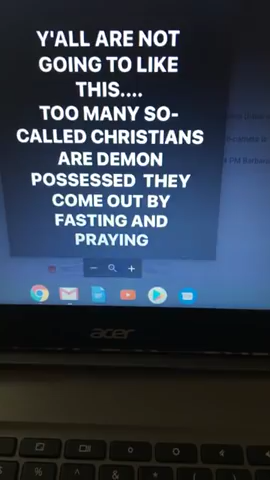 Y'ALL ARE NOT
GOING TO LIKE
THIS....
TOO MANY SO-
CALLED CHRISTIANS
ARE DEMON
POSSESSED THEY
COME OUT BY
FASTING AND
PRAYING
acer